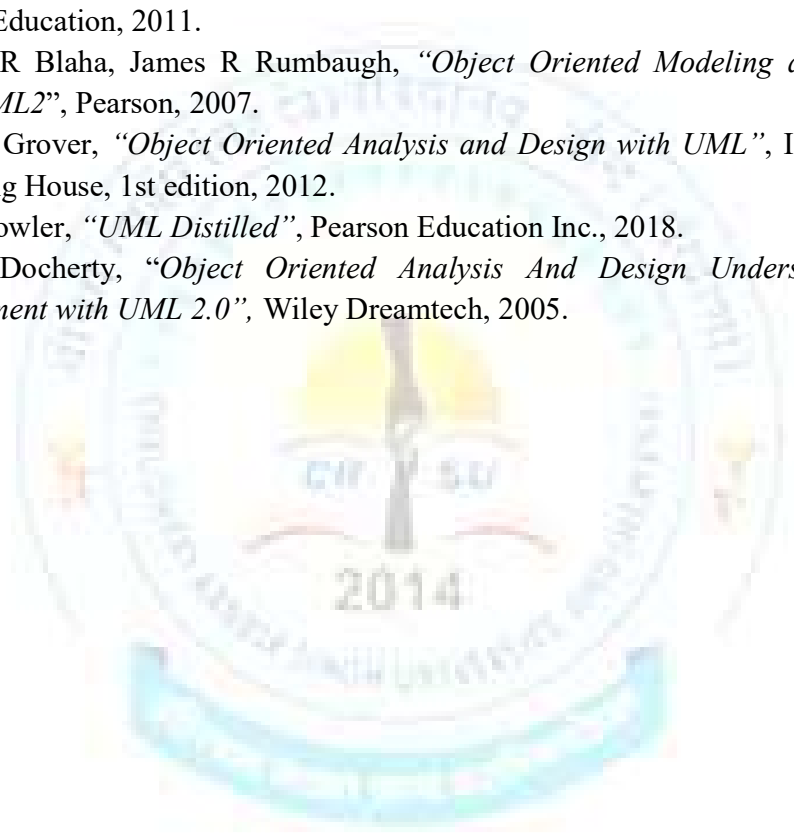 Education, 2011.
R Blaha, James R Rumbaugh, “Object Oriented Modeling
ML2”, Pearson, 2007.
Grover, “Object Oriented Analysis and Design with UML”, I
g House, 1st edition, 2012.
owler, “UML Distilled”, Pearson Education Inc., 2018.
Docherty, “Object Oriented Analysis And Design Unders
ment with UML 2.0”, Wiley Dreamtech, 2005.
SU
2014